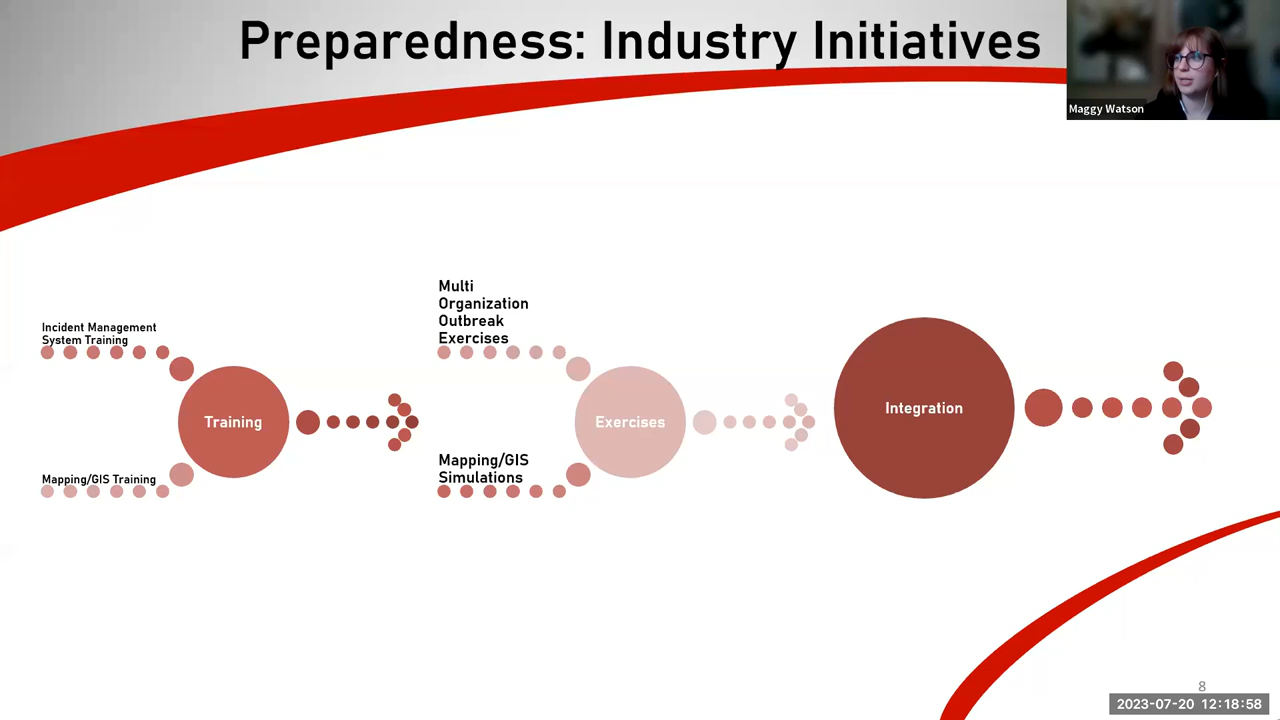 Preparedness: Industry Initiatives
Maggy Watson
Incident Management
System Training
Mapping/GIS Training
Training
Multi
Organization
Outbreak
Exercises
Mapping/GIS
Simulations
Exercises
Integration
8
2023-07-20 12:18:58